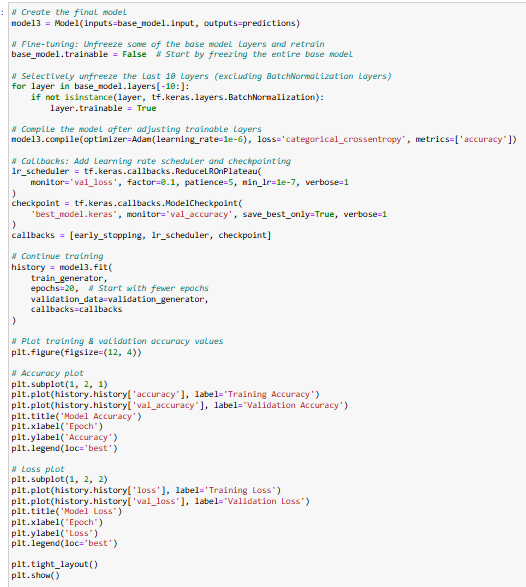 :
# Create the final model
model3 = Model(inputs=base_model.input, outputs=predictions)
# Fine-tuning: Unfreeze some of the base model layers and retrain
base_model.trainable = False  # Start by freezing the entire base model
# Selectively unfreeze the last 10 layers (excluding BatchNormalization layers)
for layer in base_model.layers[-10:]:
    if not isinstance(layer, tf.keras.layers.BatchNormalization):
        layer.trainable = True
# Compile the model after adjusting trainable layers
model3.compile(optimizer=Adam(learning_rate=1e-6), loss='categorical_crossentropy', metrics=['accuracy'])
# Callbacks: Add learning rate scheduler and checkpointing
lr_scheduler = tf.keras.callbacks.ReduceLROnPlateau(
    monitor='val_loss', factor=0.1, patience=5, min_lr=1e-7, verbose=1
)
checkpoint = tf.keras.callbacks.ModelCheckpoint(
    'best_model.keras', monitor='val_accuracy', save_best_only=True, verbose=1
)
callbacks = [early_stopping, lr_scheduler, checkpoint]
# Continue training
history = model3.fit(
    train_generator,
    epochs=20,  # Start with fewer epochs
    validation_data=validation_generator,
    callbacks=callbacks
)
# Plot training & validation accuracy values
plt.figure(figsize=(12, 4))
# Accuracy plot
plt.subplot(1, 2, 1)
plt.plot(history.history['accuracy'], label='Training Accuracy')
plt.plot(history.history['val_accuracy'], label='Validation Accuracy')
plt.title('Model Accuracy')
plt.xlabel('Epoch')
plt.ylabel('Accuracy')
plt.legend(loc='best')
# Loss plot
plt.subplot(1, 2, 2)
plt.plot(history.history['loss'], label='Training Loss')
plt.plot(history.history['val_loss'], label='Validation Loss')
plt.title('Model Loss')
plt.xlabel('Epoch')
plt.ylabel('Loss')
plt.legend(loc='best')
plt.tight_layout()
plt.show()